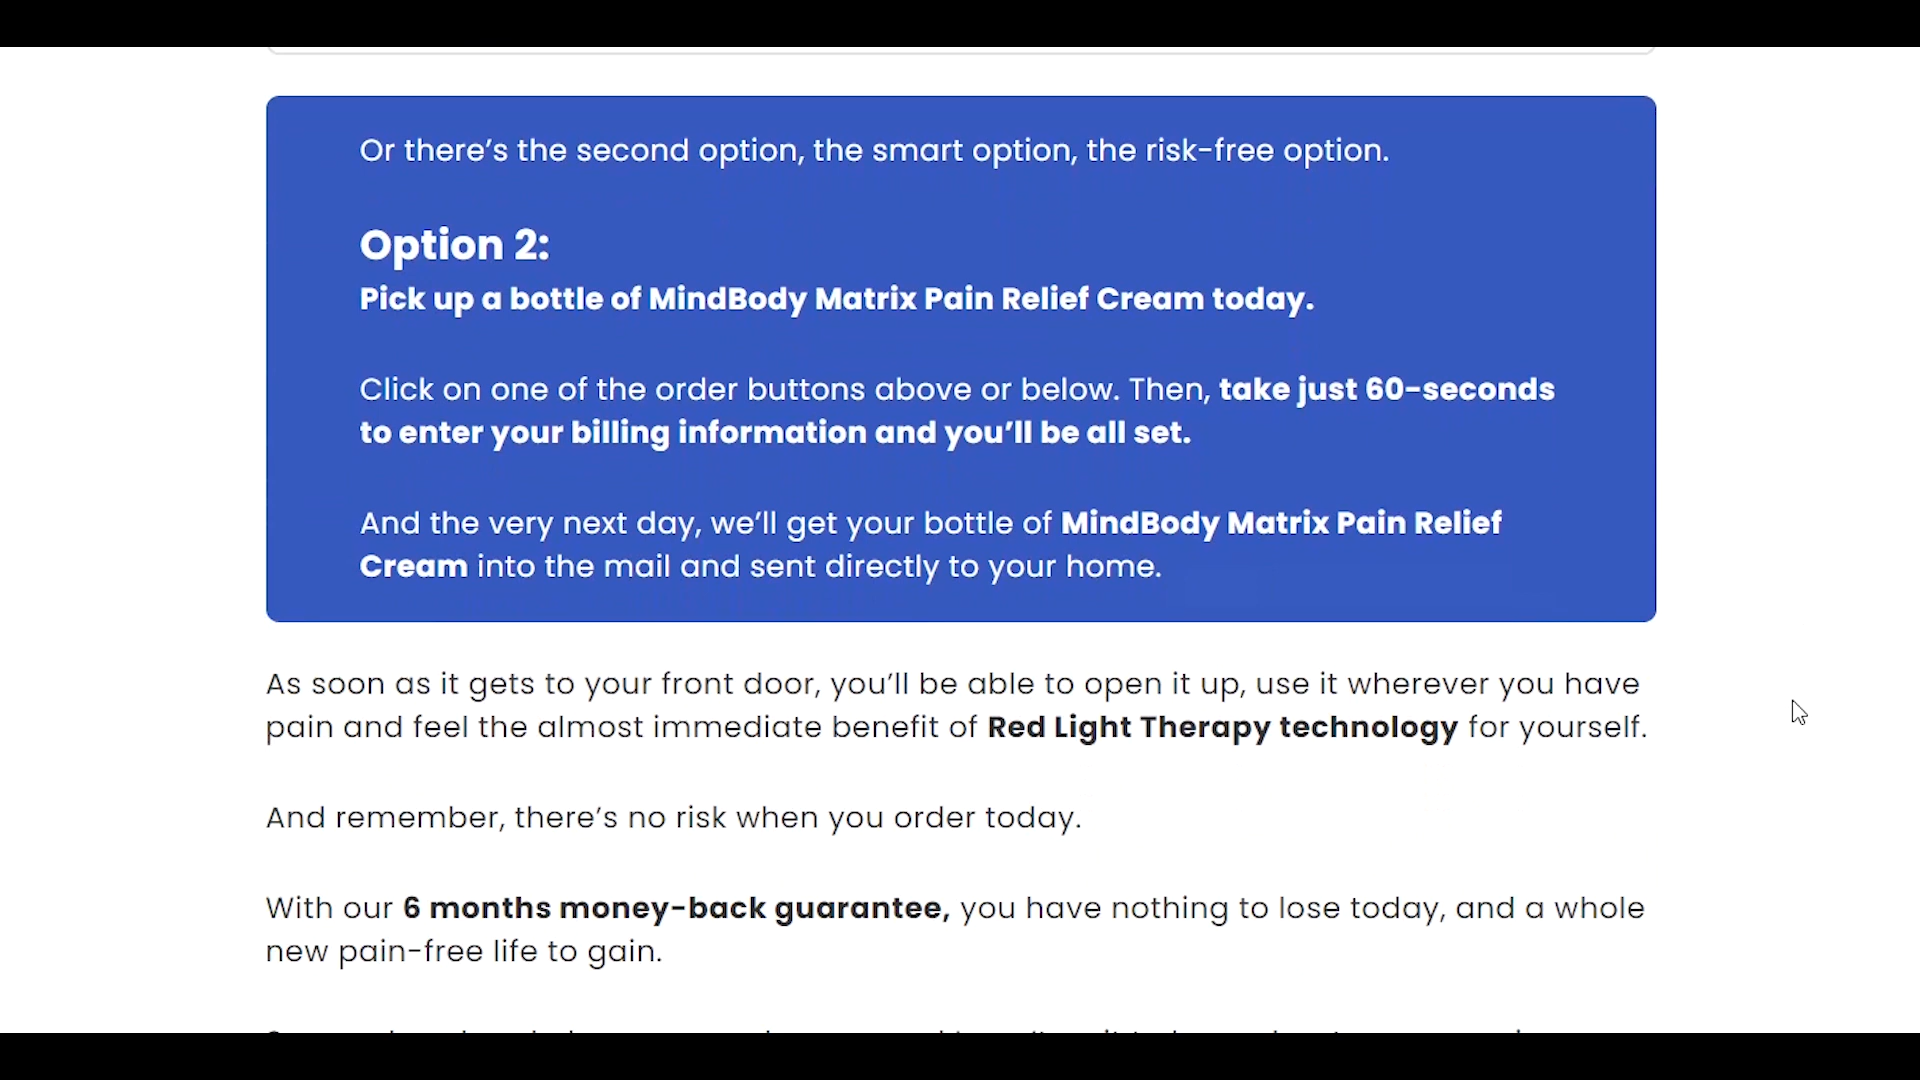 Or there’s the second option, the smart option, the risk-free option.
Option 2:
Pick up a bottle of MindBody Matrix Pain Relief Cream today.
Click on one of the order buttons above or below. Then, take just 60-seconds
to enter your billing information and you’ll be all set.
And the very next day, we’ll get your bottle of MindBody Matrix Pain Relief
Cream into the mail and sent directly to your home.
As soon as it gets to your front door, you’ll be able to open it up, use it wherever you have
pain and feel the almost immediate benefit of Red Light Therapy technology for yourself.
And remember, there’s no risk when you order today.
With our 6 months money-back guarantee, you have nothing to lose today, and a whole
new pain-free life to gain.